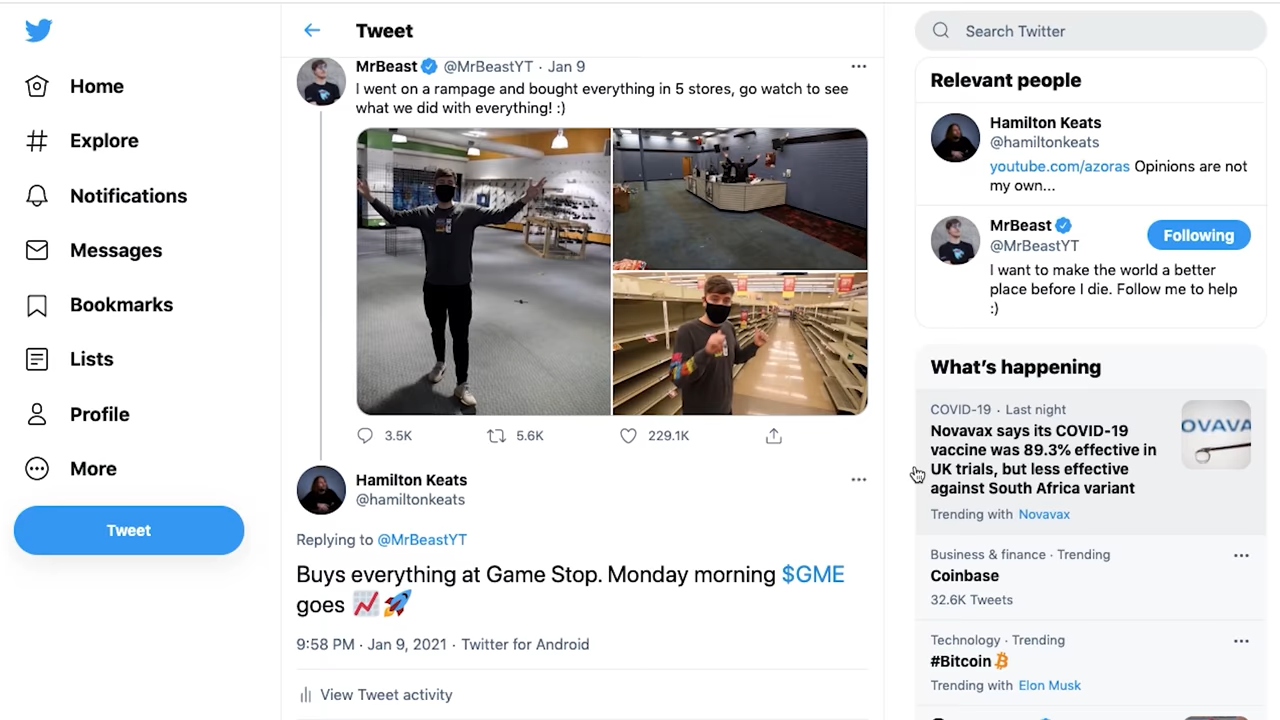 Home
Explore
Notifications
Messages
Bookmarks
Lists
Profile
More
Tweet
Tweet
MrBeast @MrBeastYT · Jan 9
I went on a rampage and bought everything in 5 stores, go watch to see
what we did with everything! :)
3.5K 5.6K 229.1K
Hamilton Keats
@hamiltonkeats
Replying to @MrBeastYT
Buys everything at Game Stop. Monday morning $GME
goes 📈🚀
9:58 PM · Jan 9, 2021 · Twitter for Android
View Tweet activity
Search Twitter
Relevant people
Hamilton Keats
@hamiltonkeats
youtube.com/azoras Opinions are not
my own...
MrBeast
@MrBeastYT
Following
I want to make the world a better
place before I die. Follow me to help
:)
What's happening
COVID-19 · Last night
Novavax says its COVID-19
vaccine was 89.3% effective in
UK trials, but less effective
against South Africa variant
OVAVA
Trending with Novavax
Business & finance · Trending
Coinbase
32.6K Tweets
Technology · Trending
#Bitcoin
Trending with Elon Musk